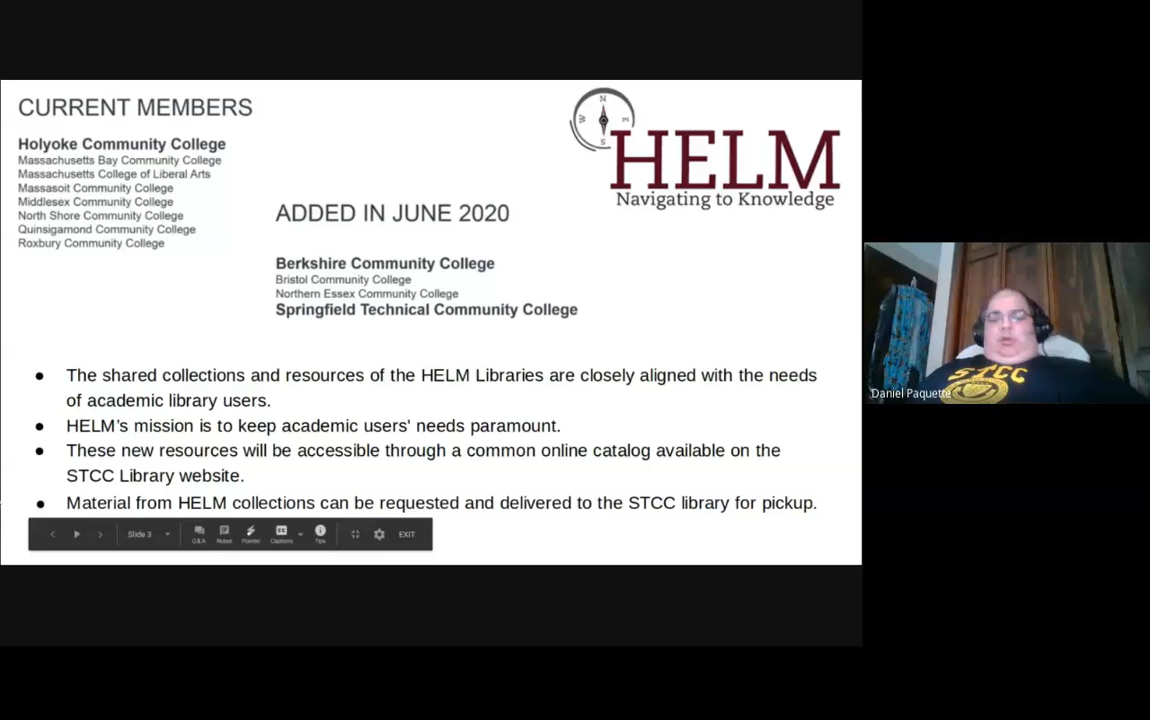 CURRENT MEMBERS
Holyoke Community College
Massachusetts Bay Community College
Massachusetts College of Liberal Arts
Massasoit Community College
Middlesex Community College
North Shore Community College
Quinsigamond Community College
Roxbury Community College
N
W
E
S
HELM
Navigating to Knowledge
ADDED IN JUNE 2020
Berkshire Community College
Bristol Community College
Northern Essex Community College
Springfield Technical Community College
● The shared collections and resources of the HELM Libraries are closely aligned with the needs
of academic library users.
● HELM's mission is to keep academic users' needs paramount.
● These new resources will be accessible through a common online catalog available on the
STCC Library website.
● Material from HELM collections can be requested and delivered to the STCC library for pickup.
Slide 3
Q&A
Notes
Pointer
Captions
Tips
EXIT
STCC
Daniel Paquette